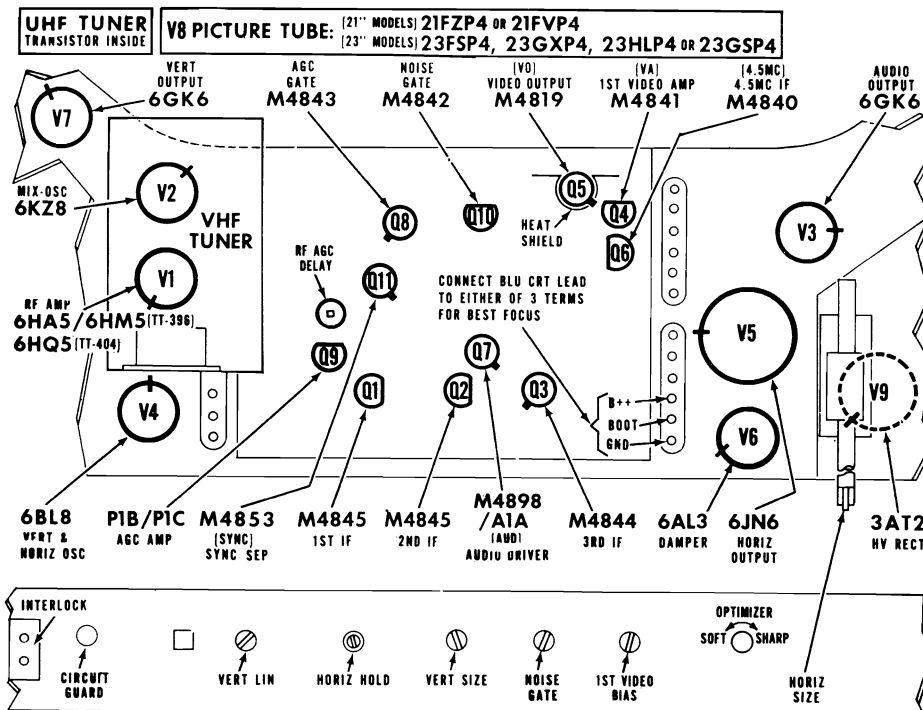 UHF TUNER
TRANSISTOR INSIDE
V8 PICTURE TUBE: (21" MODELS) 21FZP4 OR 21FVP4
(23" MODELS) 23FSP4, 23GXP4, 23HLP4 OR 23GSP4
VERT
OUTPUT
6GK6
AGC
GATE
M4843
NOISE
GATE
M4842
(VO)
VIDEO OUTPUT
M4819
(VA)
1ST VIDEO AMP
M4841
(4.5MC)
4.5MC IF
M4840
AUDIO
OUTPUT
6GK6
V7
V2
MIX-OSC
6KZ8
VHF
TUNER
V1
RF AMP
6HA5/6HM5(TT-396)
6HQ5(TT-404)
V4
RF AGC
DELAY
Q8
Q10
Q5
Q4
Q6
HEAT
SHIELD
Q11
Q9
Q1
Q2
Q7
Q3
CONNECT BLU CRT LEAD
TO EITHER OF 3 TERMS
FOR BEST FOCUS
B++
BOOT
GND
V3
V5
V6
V9
6BL8
VERT &
HORIZ OSC
P1B/P1C
AGC AMP
M4853
(SYNC)
SYNC SEP
M4845
1ST IF
M4845
2ND IF
M4898
/A1A
(AUD)
AUDIO DRIVER
M4844
3RD IF
6AL3
DAMPER
6JN6
HORIZ
OUTPUT
3AT2
HV RECT
INTERLOCK
CIRCUIT
GUARD
VERT LIN
HORIZ HOLD
VERT SIZE
NOISE
GATE
1ST VIDEO
BIAS
OPTIMIZER
SOFT SHARP
HORIZ
SIZE